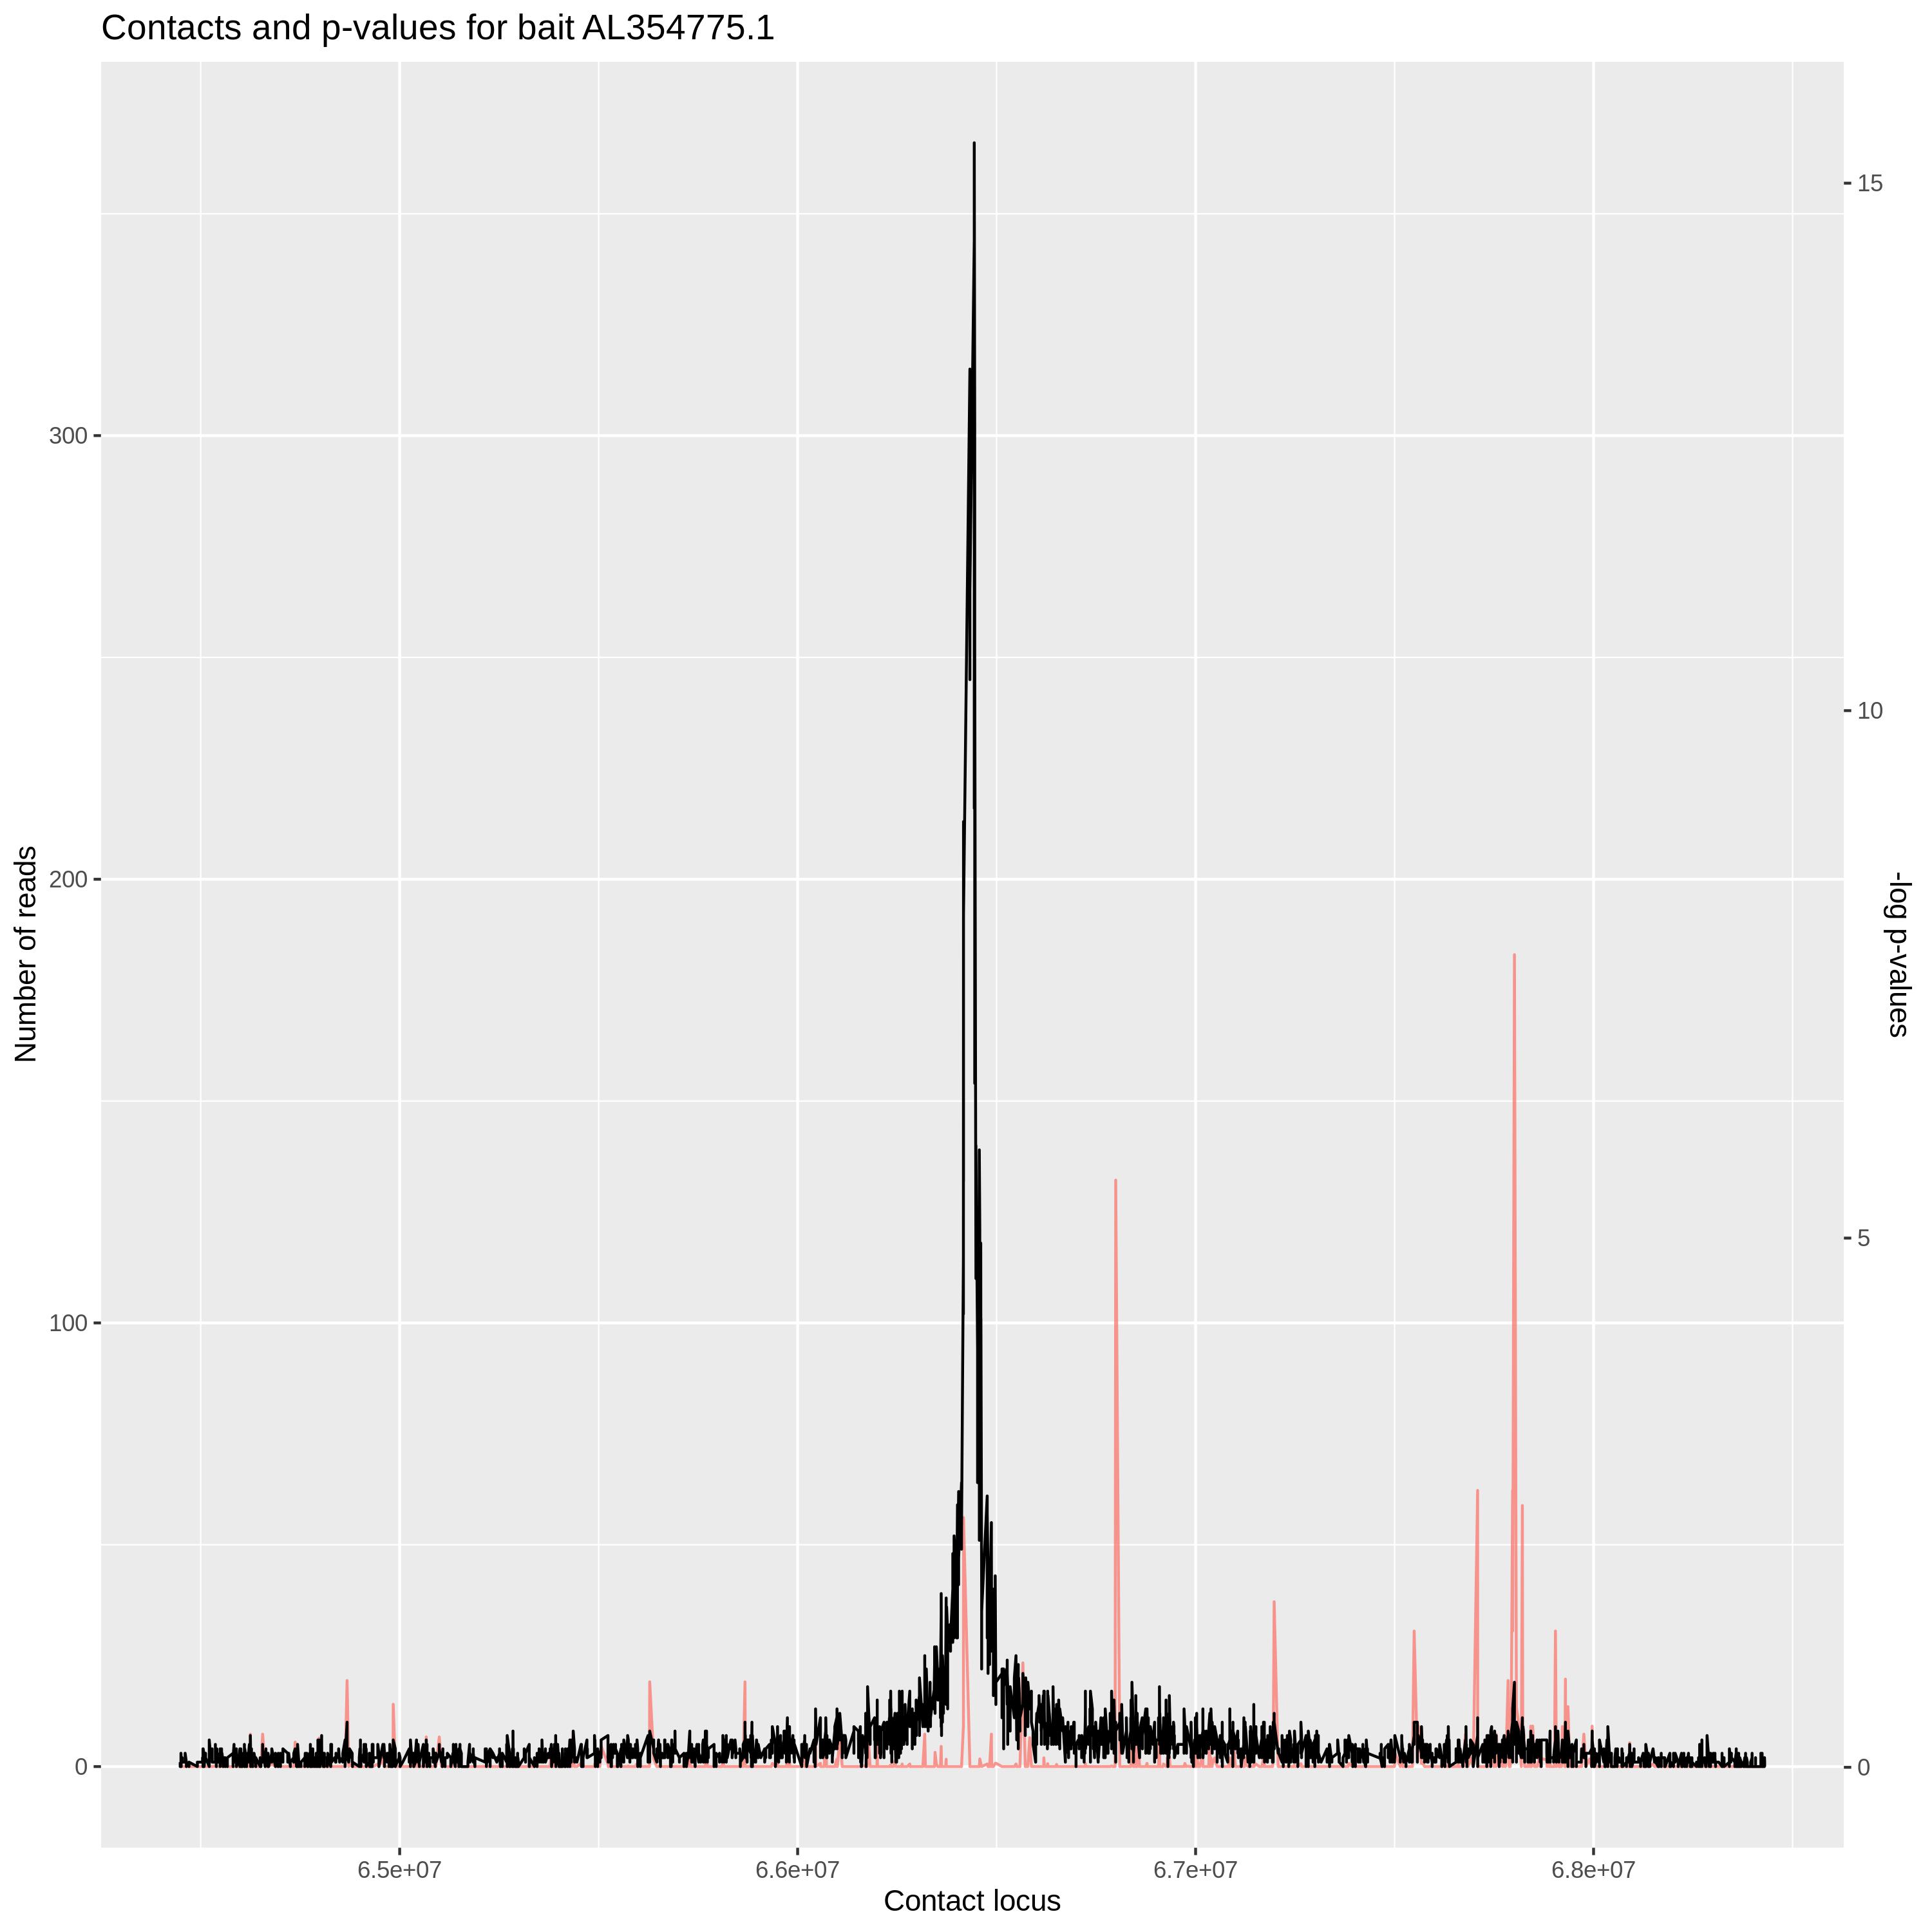 Contacts and p-values for bait AL354775.1
15
300
10
Number of reads
200
-log p-values
5
100
0
0
6.5e+07
6.6e+07
6.7e+07
6.8e+07
Contact locus